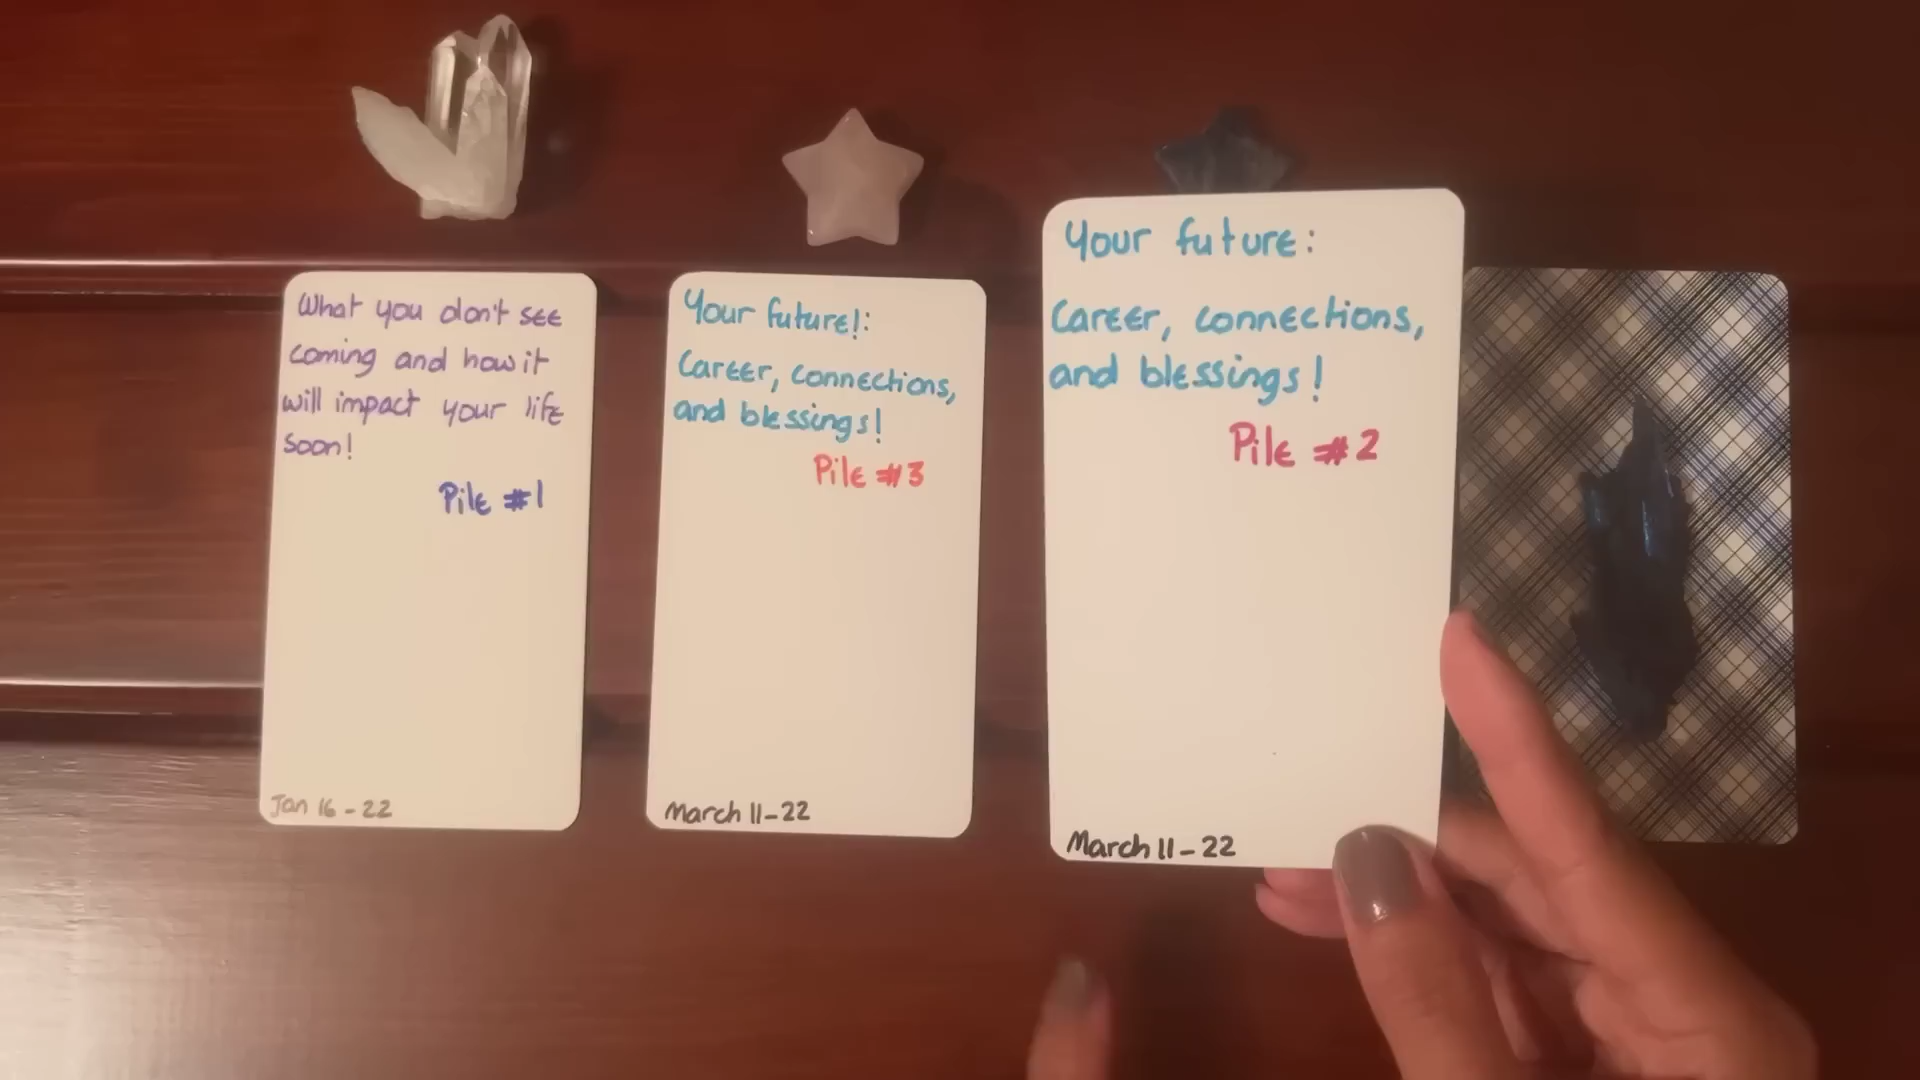 What you don't see
coming and how it
will impact your life
soon!
Pile #1
Jan 16-22
Your future!:
Career, connections,
and blessings!
Pile #3
March 11-22
Your future:
Career, connections,
and blessings!
Pile #2
March 11-22